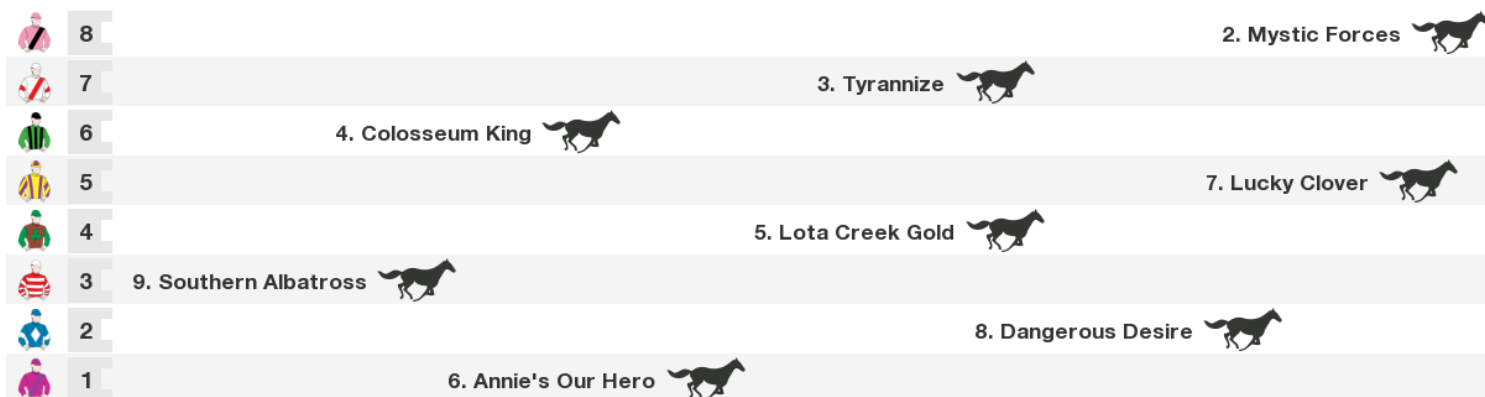 8 2. Mystic Forces
7 3. Tyrannize
6 4. Colosseum King
5 7. Lucky Clover
4 5. Lota Creek Gold
3 9. Southern Albatross
2 8. Dangerous Desire
1 6. Annie's Our Hero